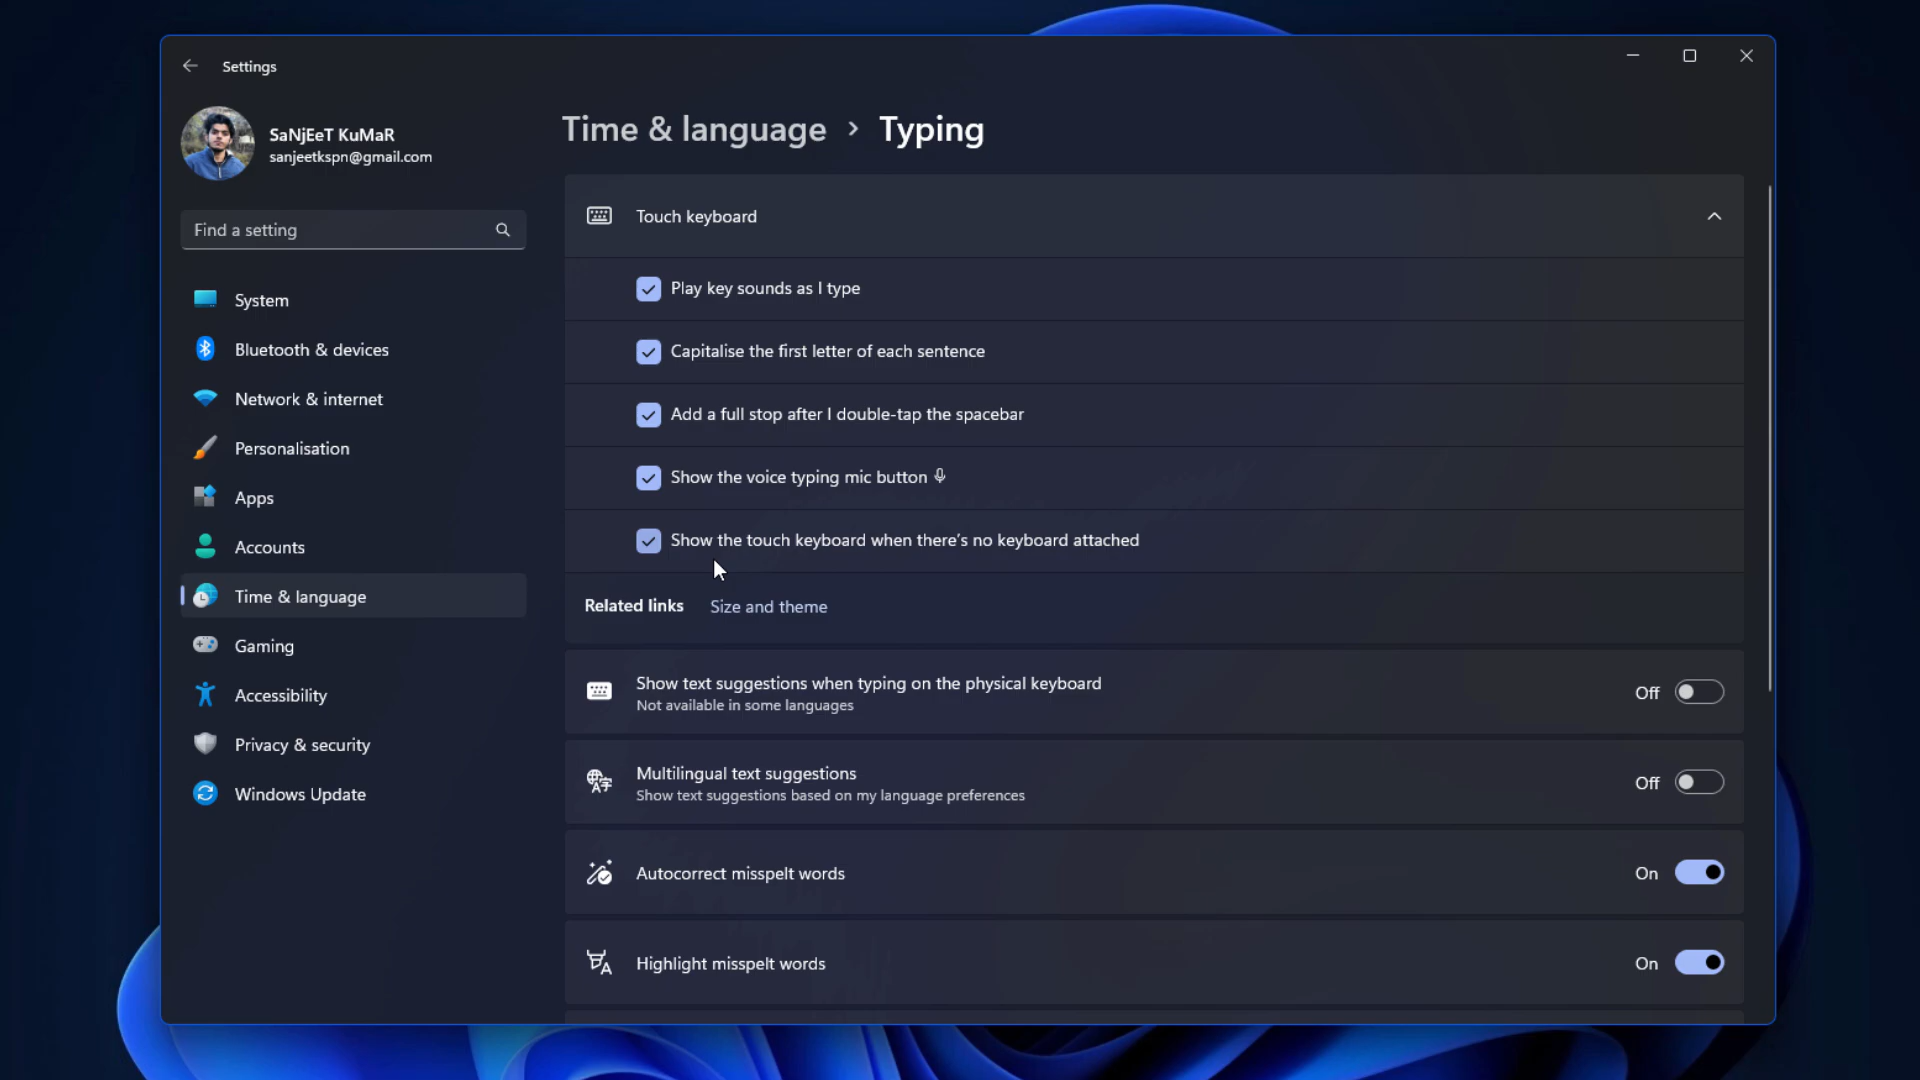 Settings
SaNjEeT KuMaR
sanjeetkspn@gmail.com
Find a setting
System
Bluetooth & devices
Network & internet
Personalisation
Apps
Accounts
Time & language
Gaming
Accessibility
Privacy & security
Windows Update
Time & language > Typing
Touch keyboard
Play key sounds as I type
Capitalise the first letter of each sentence
Add a full stop after I double-tap the spacebar
Show the voice typing mic button
Show the touch keyboard when there's no keyboard attached
Related links Size and theme
Show text suggestions when typing on the physical keyboard
Not available in some languages
Off
Multilingual text suggestions
Show text suggestions based on my language preferences
Off
Autocorrect misspelt words
On
Highlight misspelt words
On